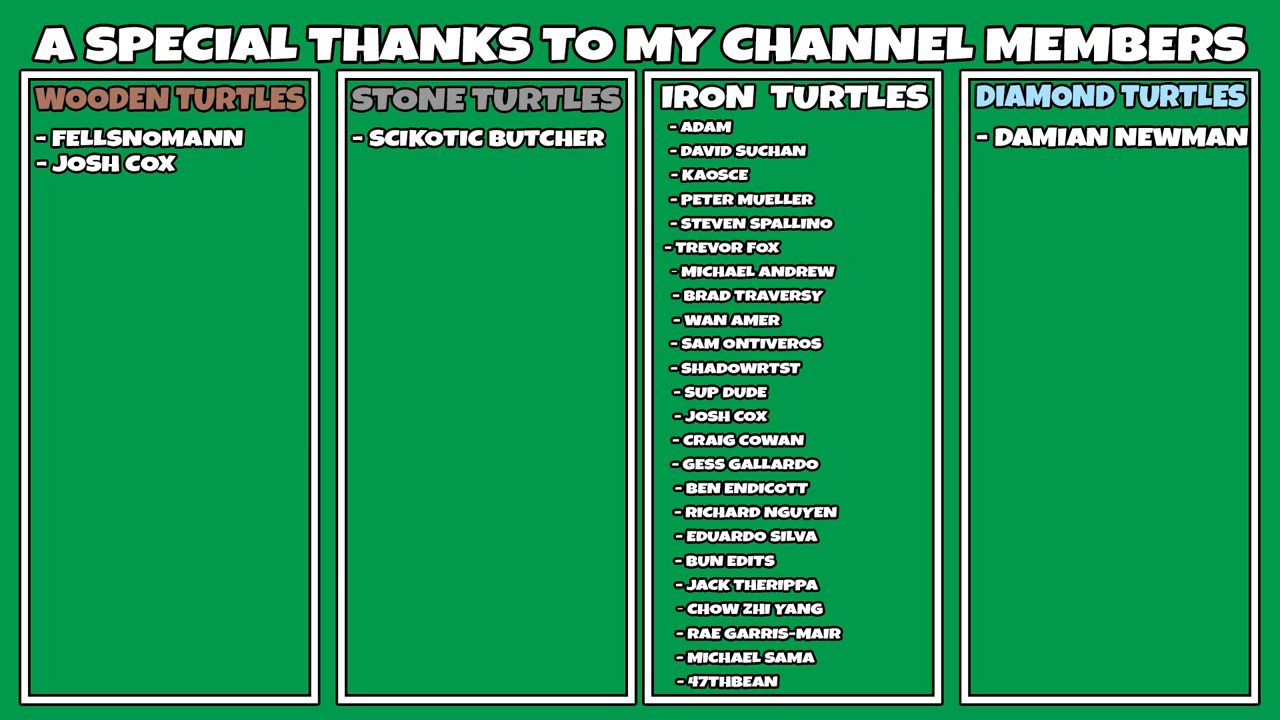 A SPECIAL THANKS TO MY CHANNEL MEMBERS
WOODEN TURTLES
- FELLSNOMANN
- JOSH COX
STONE TURTLES
- SCIKOTIC BUTCHER
IRON TURTLES
- ADAM
- DAVID SUCHAN
- KAOSCE
- PETER MUELLER
- STEVEN SPALLINO
- TREVOR FOX
- MICHAEL ANDREW
- BRAD TRAVERSY
- WAN AMER
- SAM ONTIVEROS
- SHADOWRTST
- SUP DUDE
- JOSH COX
- CRAIG COWAN
- GESS GALLARDO
- BEN ENDICOTT
- RICHARD NGUYEN
- EDUARDO SILVA
- BUN EDITS
- JACK THERIPPA
- CHOW ZHI YANG
- RAE GARRIS-MAIR
- MICHAEL SAMA
- 47THBEAN
DIAMOND TURTLES
- DAMIAN NEWMAN